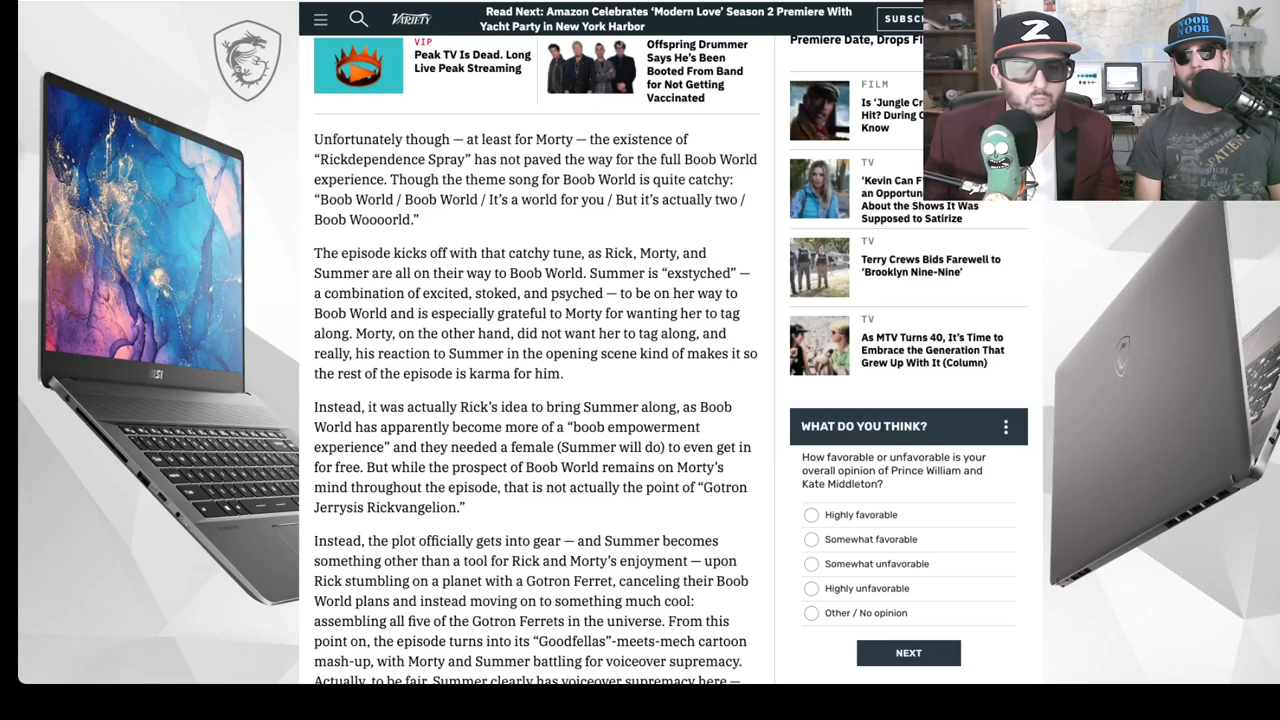 VARIETY
Read Next: Amazon Celebrates ‘Modern Love’ Season 2 Premiere With
Yacht Party in New York Harbor
VIP
Peak TV Is Dead. Long
Live Peak Streaming
Offspring Drummer
Says He’s Been
Booted From Band
for Not Getting
Vaccinated
Unfortunately though — at least for Morty — the existence of
“Rickdependence Spray” has not paved the way for the full Boob World
experience. Though the theme song for Boob World is quite catchy:
“Boob World / Boob World / It’s a world for you / But it’s actually two /
Boob Woooorld.”
The episode kicks off with that catchy tune, as Rick, Morty, and
Summer are all on their way to Boob World. Summer is “exstyched” —
a combination of excited, stoked, and psyched — to be on her way to
Boob World and is especially grateful to Morty for wanting her to tag
along. Morty, on the other hand, did not want her to tag along, and
really, his reaction to Summer in the opening scene kind of makes it so
the rest of the episode is karma for him.
Instead, it was actually Rick’s idea to bring Summer along, as Boob
World has apparently become more of a “boob empowerment
experience” and they needed a female (Summer will do) to even get in
for free. But while the prospect of Boob World remains on Morty’s
mind throughout the episode, that is not actually the point of “Gotron
Jerrysis Rickvangelion.”
Instead, the plot officially gets into gear — and Summer becomes
something other than a tool for Rick and Morty’s enjoyment — upon
Rick stumbling on a planet with a Gotron Ferret, canceling their Boob
World plans and instead moving on to something much cool:
assembling all five of the Gotron Ferrets in the universe. From this
point on, the episode turns into its “Goodfellas”-meets-mech cartoon
mash-up, with Morty and Summer battling for voiceover supremacy.
Actually, to be fair, Summer clearly has voiceover supremacy here —
SUBSC
Premiere Date, Drops Fi
FILM
Is ‘Jungle Cr
Hit? During C
Know
TV
‘Kevin Can F
an Opportun
About the Shows It Was
Supposed to Satirize
TV
Terry Crews Bids Farewell to
‘Brooklyn Nine-Nine’
TV
As MTV Turns 40, It’s Time to
Embrace the Generation That
Grew Up With It (Column)
WHAT DO YOU THINK?
How favorable or unfavorable is your
overall opinion of Prince William and
Kate Middleton?
Highly favorable
Somewhat favorable
Somewhat unfavorable
Highly unfavorable
Other / No opinion
NEXT
msi
Z
NOOB
NOOB